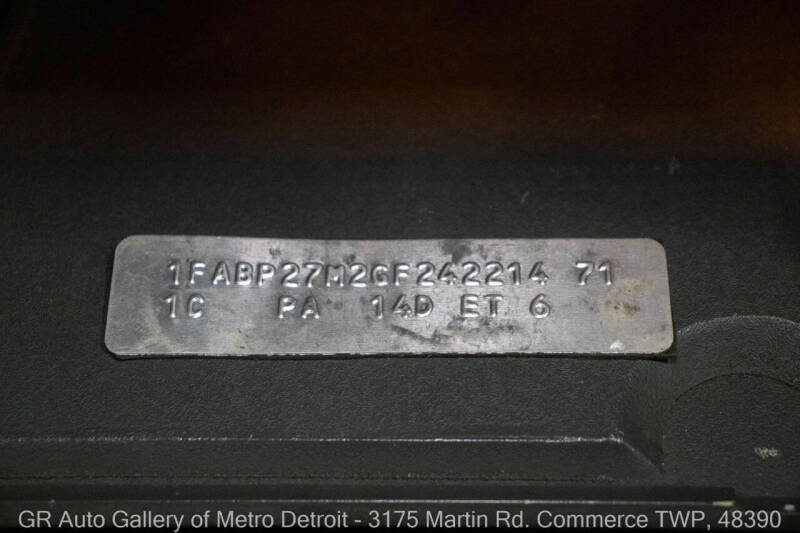 1FABP27M2GF242214 71
1C PA 14D ET 6
GR Auto Gallery of Metro Detroit - 3175 Martin Rd. Commerce TWP, 48390